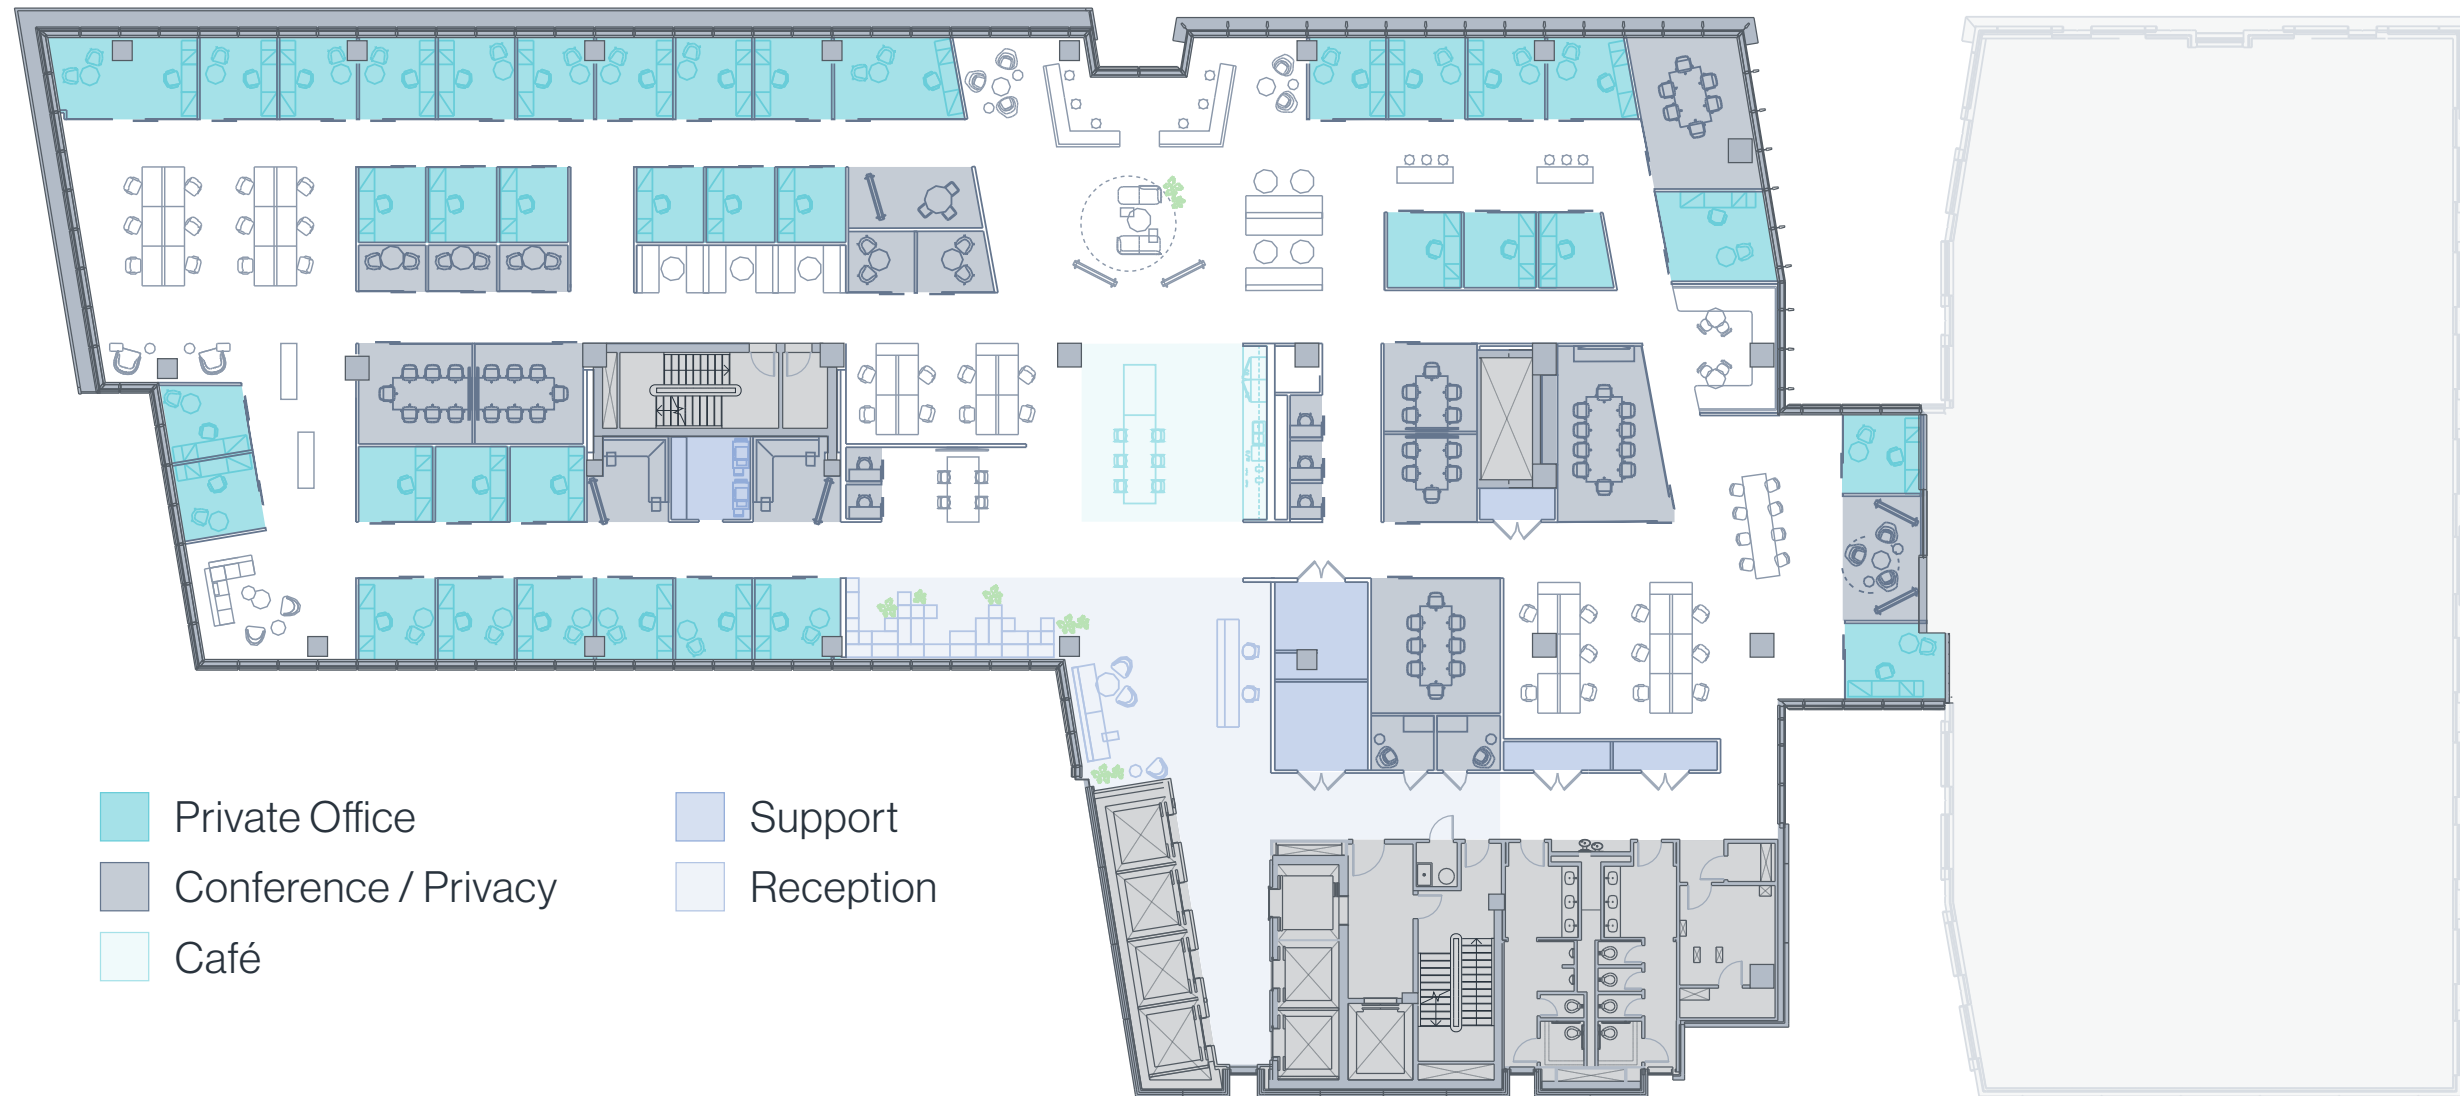 Private Office
Conference / Privacy
Café
Support
Reception